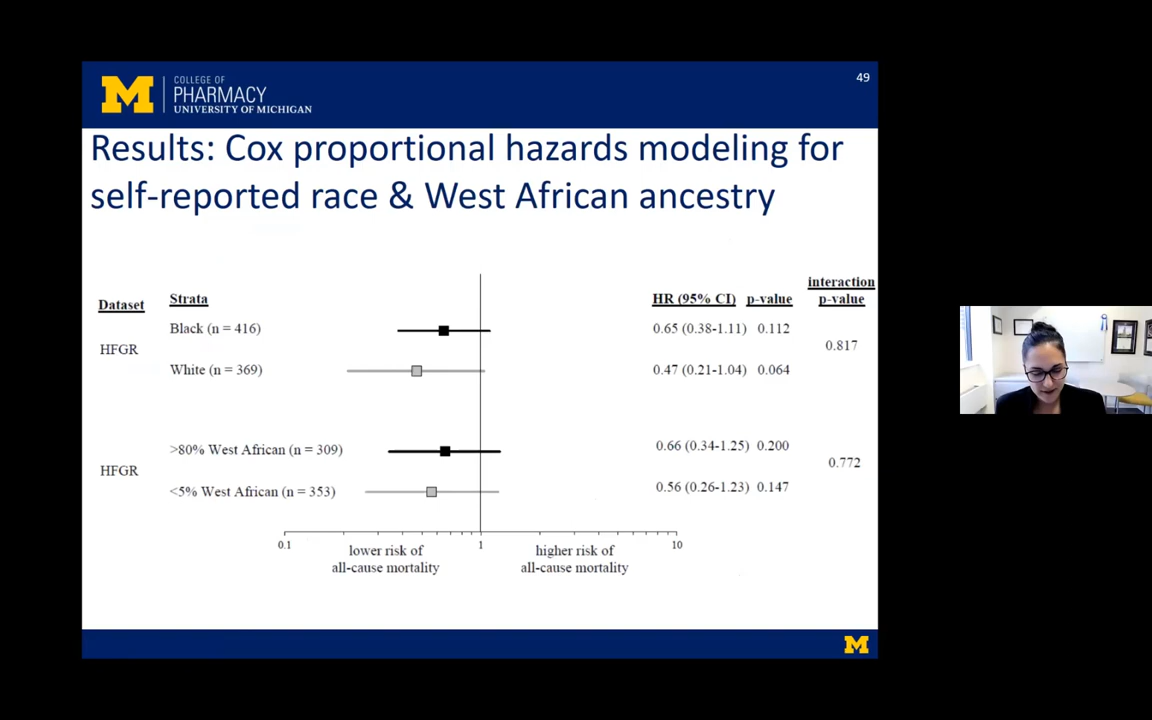 49
M
COLLEGE OF
PHARMACY
UNIVERSITY OF MICHIGAN
Results: Cox proportional hazards modeling for
self-reported race & West African ancestry
Dataset Strata HR (95% CI) p-value interaction p-value
Black (n = 416) 0.65 (0.38-1.11) 0.112
HFGR 0.817
White (n = 369) 0.47 (0.21-1.04) 0.064
>80% West African (n = 309) 0.66 (0.34-1.25) 0.200
HFGR 0.772
<5% West African (n = 353) 0.56 (0.26-1.23) 0.147
0.1 1 10
lower risk of higher risk of
all-cause mortality all-cause mortality
M